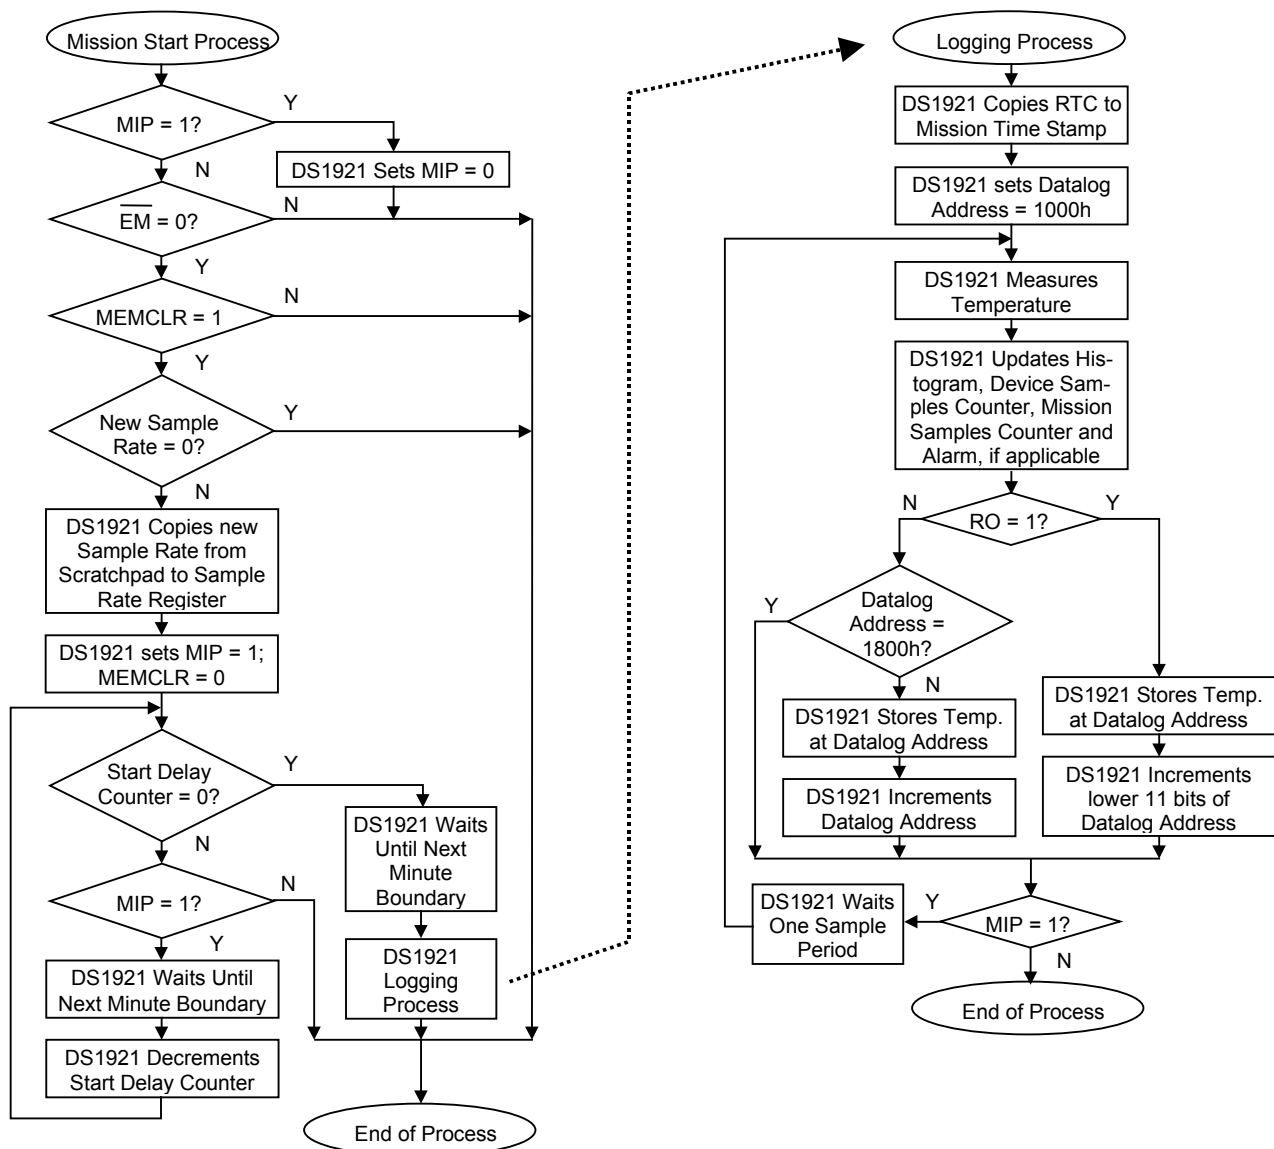 Mission Start Process
MIP = 1?
Y
N
DS1921 Sets MIP = 0
EM = 0?
N
Y
MEMCLR = 1
N
Y
New Sample
Rate = 0?
Y
N
DS1921 Copies new
Sample Rate from
Scratchpad to Sample
Rate Register
DS1921 sets MIP = 1;
MEMCLR = 0
Start Delay
Counter = 0?
Y
N
DS1921 Waits
Until Next
Minute
Boundary
MIP = 1?
N
Y
DS1921 Waits Until
Next Minute Boundary
DS1921
Logging
Process
DS1921 Decrements
Start Delay Counter
End of Process
Logging Process
DS1921 Copies RTC to
Mission Time Stamp
DS1921 sets Datalog
Address = 1000h
DS1921 Measures
Temperature
DS1921 Updates His-
togram, Device Sam-
ples Counter, Mission
Samples Counter and
Alarm, if applicable
RO = 1?
N
Y
Datalog
Address =
1800h?
Y
N
DS1921 Stores Temp.
at Datalog Address
DS1921 Increments
Datalog Address
DS1921 Stores Temp.
at Datalog Address
DS1921 Increments
lower 11 bits of
Datalog Address
MIP = 1?
Y
N
DS1921 Waits
One Sample
Period
End of Process